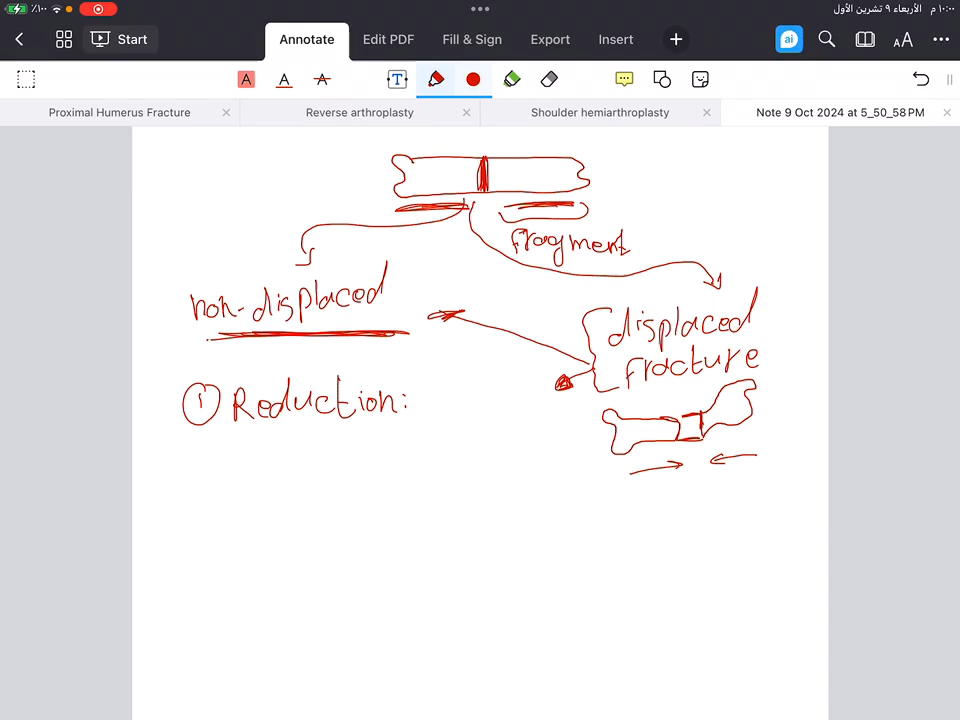 ٪١٠٠
١٠:٠٠ م الأربعاء ٩ تشرين الأول
Start
Annotate
Edit PDF
Fill & Sign
Export
Insert
ai
AA
A
A
A
T
Proximal Humerus Fracture
Reverse arthroplasty
Shoulder hemiarthroplasty
Note 9 Oct 2024 at 5_50_58 PM
fragment
non-displaced
displaced
fracture
① Reduction: